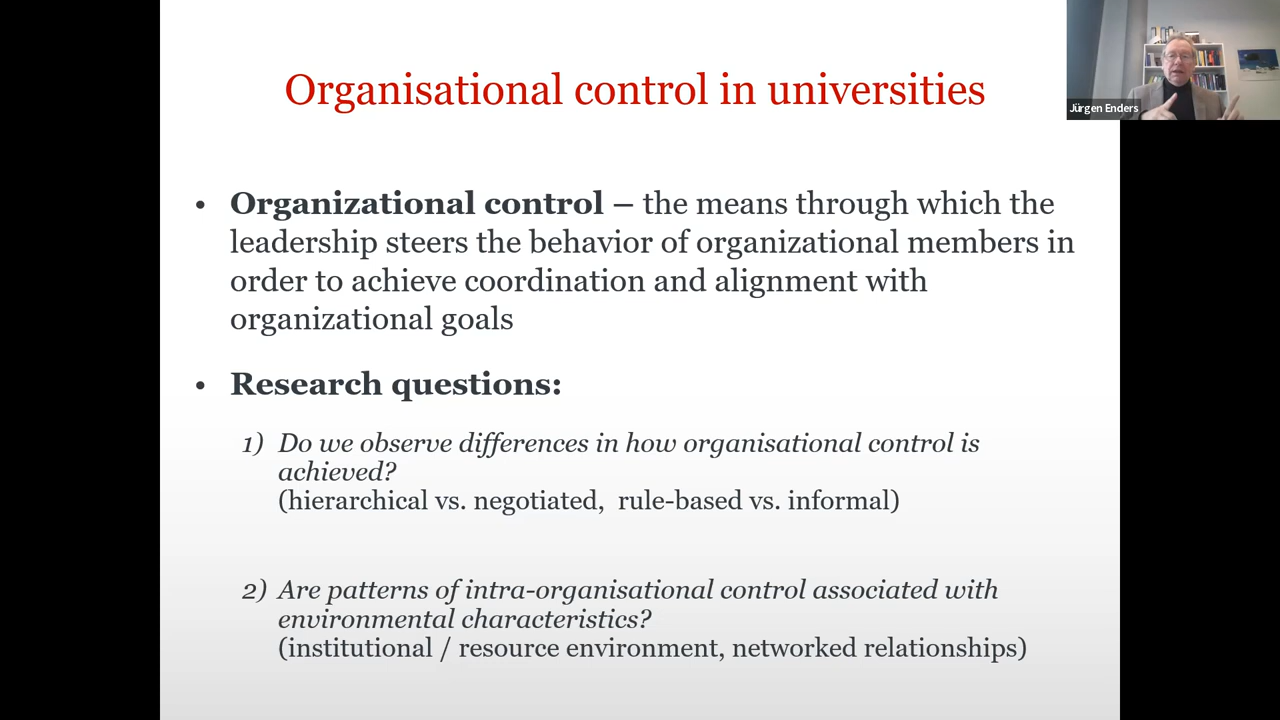 Organisational control in universities
Jürgen Enders
• Organizational control – the means through which the
leadership steers the behavior of organizational members in
order to achieve coordination and alignment with
organizational goals
• Research questions:
1) Do we observe differences in how organisational control is
achieved?
(hierarchical vs. negotiated, rule-based vs. informal)
2) Are patterns of intra-organisational control associated with
environmental characteristics?
(institutional / resource environment, networked relationships)